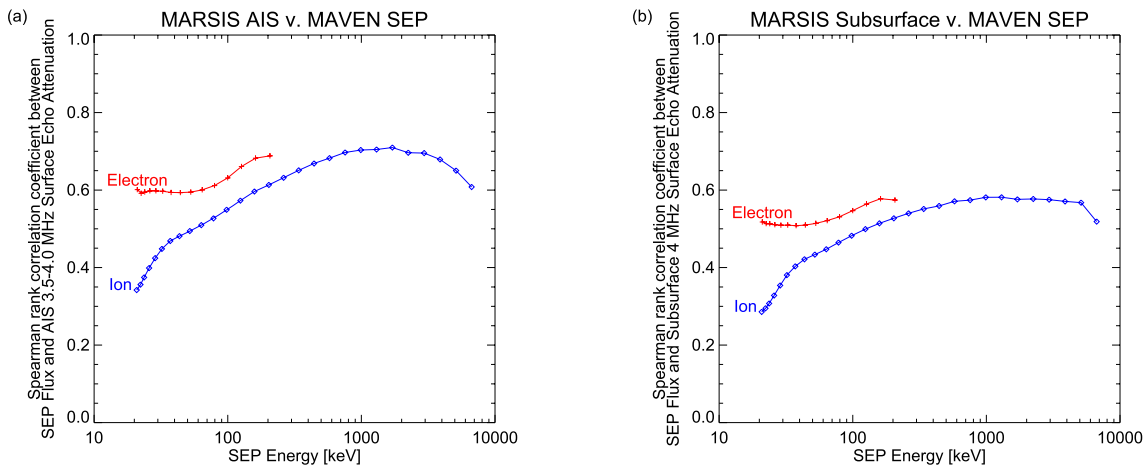 (a)
MARSIS AIS v. MAVEN SEP
Spearman rank correlation coefficient between
SEP Flux and AIS 3.5-4.0 MHz Surface Echo Attenuation
1.0
0.8
0.6
0.4
0.2
0.0
Electron
Ion
10
100
1000
10000
SEP Energy [keV]
(b)
MARSIS Subsurface v. MAVEN SEP
Spearman rank correlation coefficient between
SEP Flux and Subsurface 4 MHz Surface Echo Attenuation
1.0
0.8
0.6
0.4
0.2
0.0
Electron
Ion
10
100
1000
10000
SEP Energy [keV]